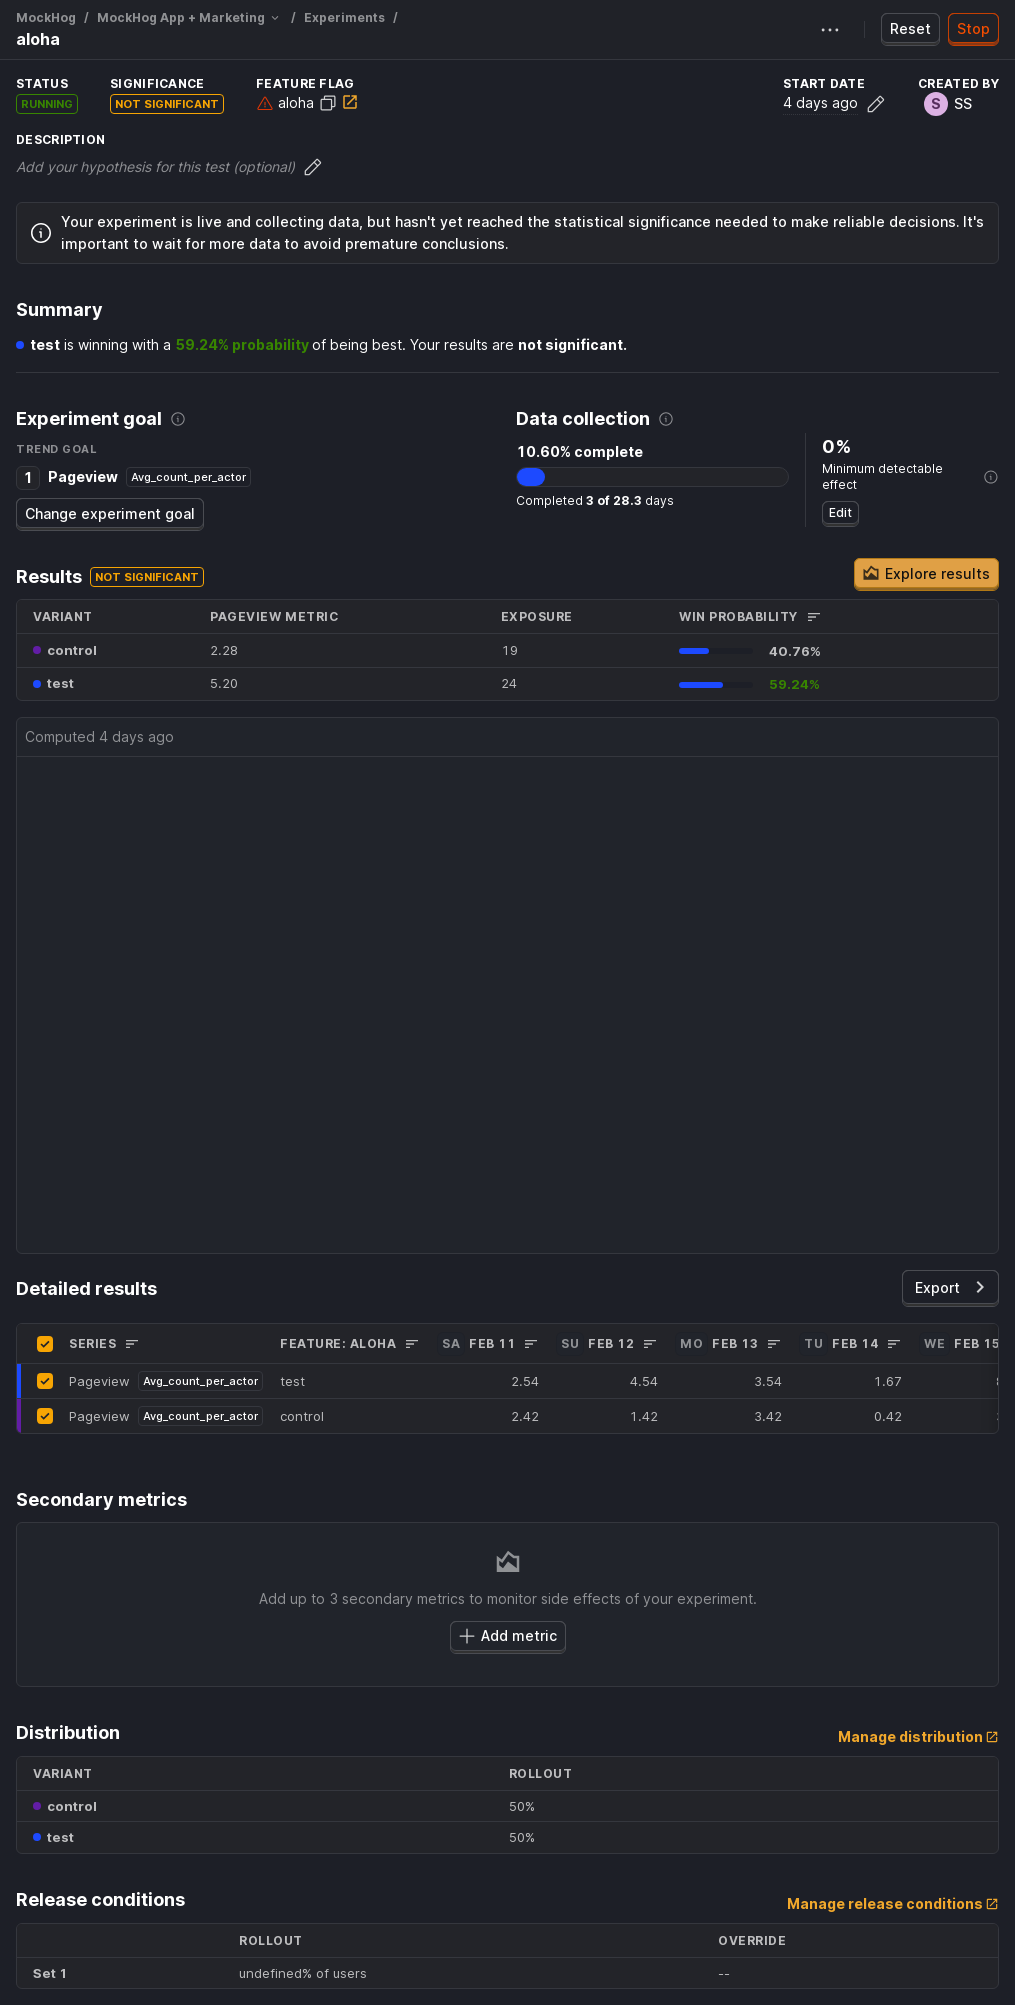 MockHog / MockHog App + Marketing / Experiments /
aloha
Reset
Stop
STATUS
RUNNING
SIGNIFICANCE
NOT SIGNIFICANT
FEATURE FLAG
aloha
START DATE
4 days ago
CREATED BY
S SS
DESCRIPTION
Add your hypothesis for this test (optional)
Your experiment is live and collecting data, but hasn't yet reached the statistical significance needed to make reliable decisions. It's
important to wait for more data to avoid premature conclusions.
Summary
test is winning with a 59.24% probability of being best. Your results are not significant.
Experiment goal
TREND GOAL
1 Pageview Avg_count_per_actor
Change experiment goal
Data collection
10.60% complete
Completed 3 of 28.3 days
0%
Minimum detectable
effect
Edit
Results NOT SIGNIFICANT
Explore results
VARIANT PAGEVIEW METRIC EXPOSURE WIN PROBABILITY
control 2.28 19 40.76%
test 5.20 24 59.24%
Computed 4 days ago
Detailed results
Export
SERIES FEATURE: ALOHA SA FEB 11 SU FEB 12 MO FEB 13 TU FEB 14 WE FEB 15
Pageview Avg_count_per_actor test 2.54 4.54 3.54 1.67
Pageview Avg_count_per_actor control 2.42 1.42 3.42 0.42
Secondary metrics
Add up to 3 secondary metrics to monitor side effects of your experiment.
Add metric
Distribution
Manage distribution
VARIANT ROLLOUT
control 50%
test 50%
Release conditions
Manage release conditions
ROLLOUT OVERRIDE
Set 1 undefined% of users --